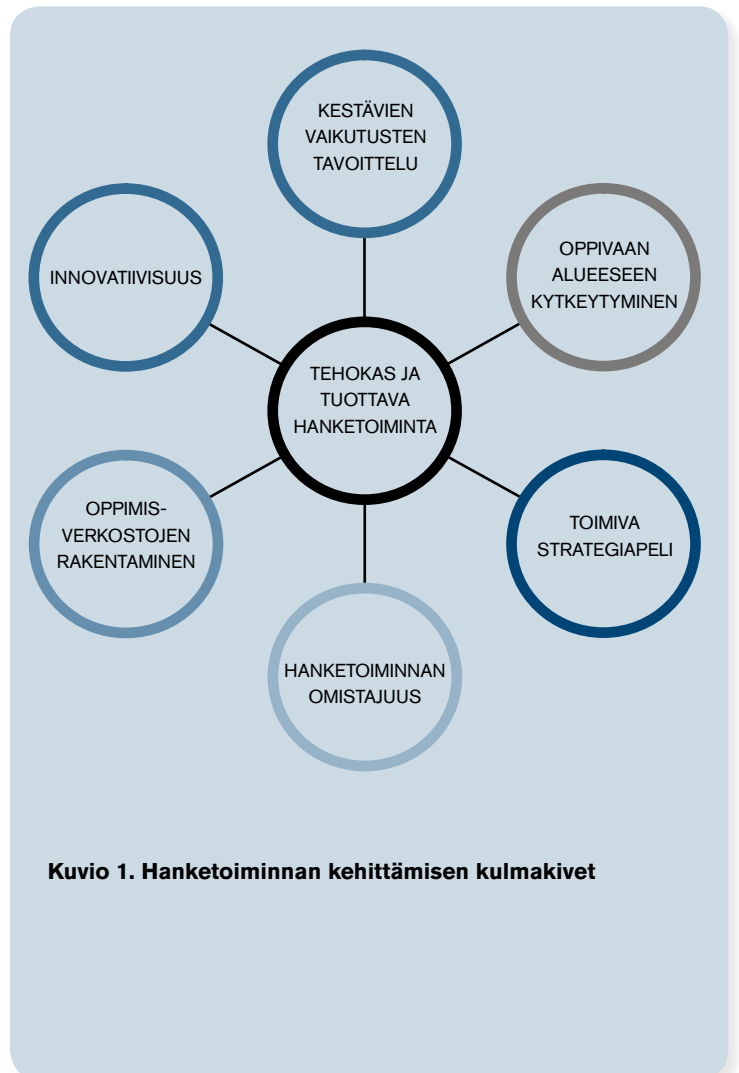 KESTÄVIEN
VAIKUTUSTEN
TAVOITTELU
OPPIVAAN
ALUEESEEN
KYTKEYTYMINEN
INNOVATIIVISUUS
TEHOKAS JA
TUOTTAVA
HANKETOIMINTA
OPPIMIS-
VERKOSTOJEN
RAKENTAMINEN
TOIMIVA
STRATEGIAPELI
HANKETOIMINNAN
OMISTAJUUS
Kuvio 1. Hanketoiminnan kehittämisen kulmakivet